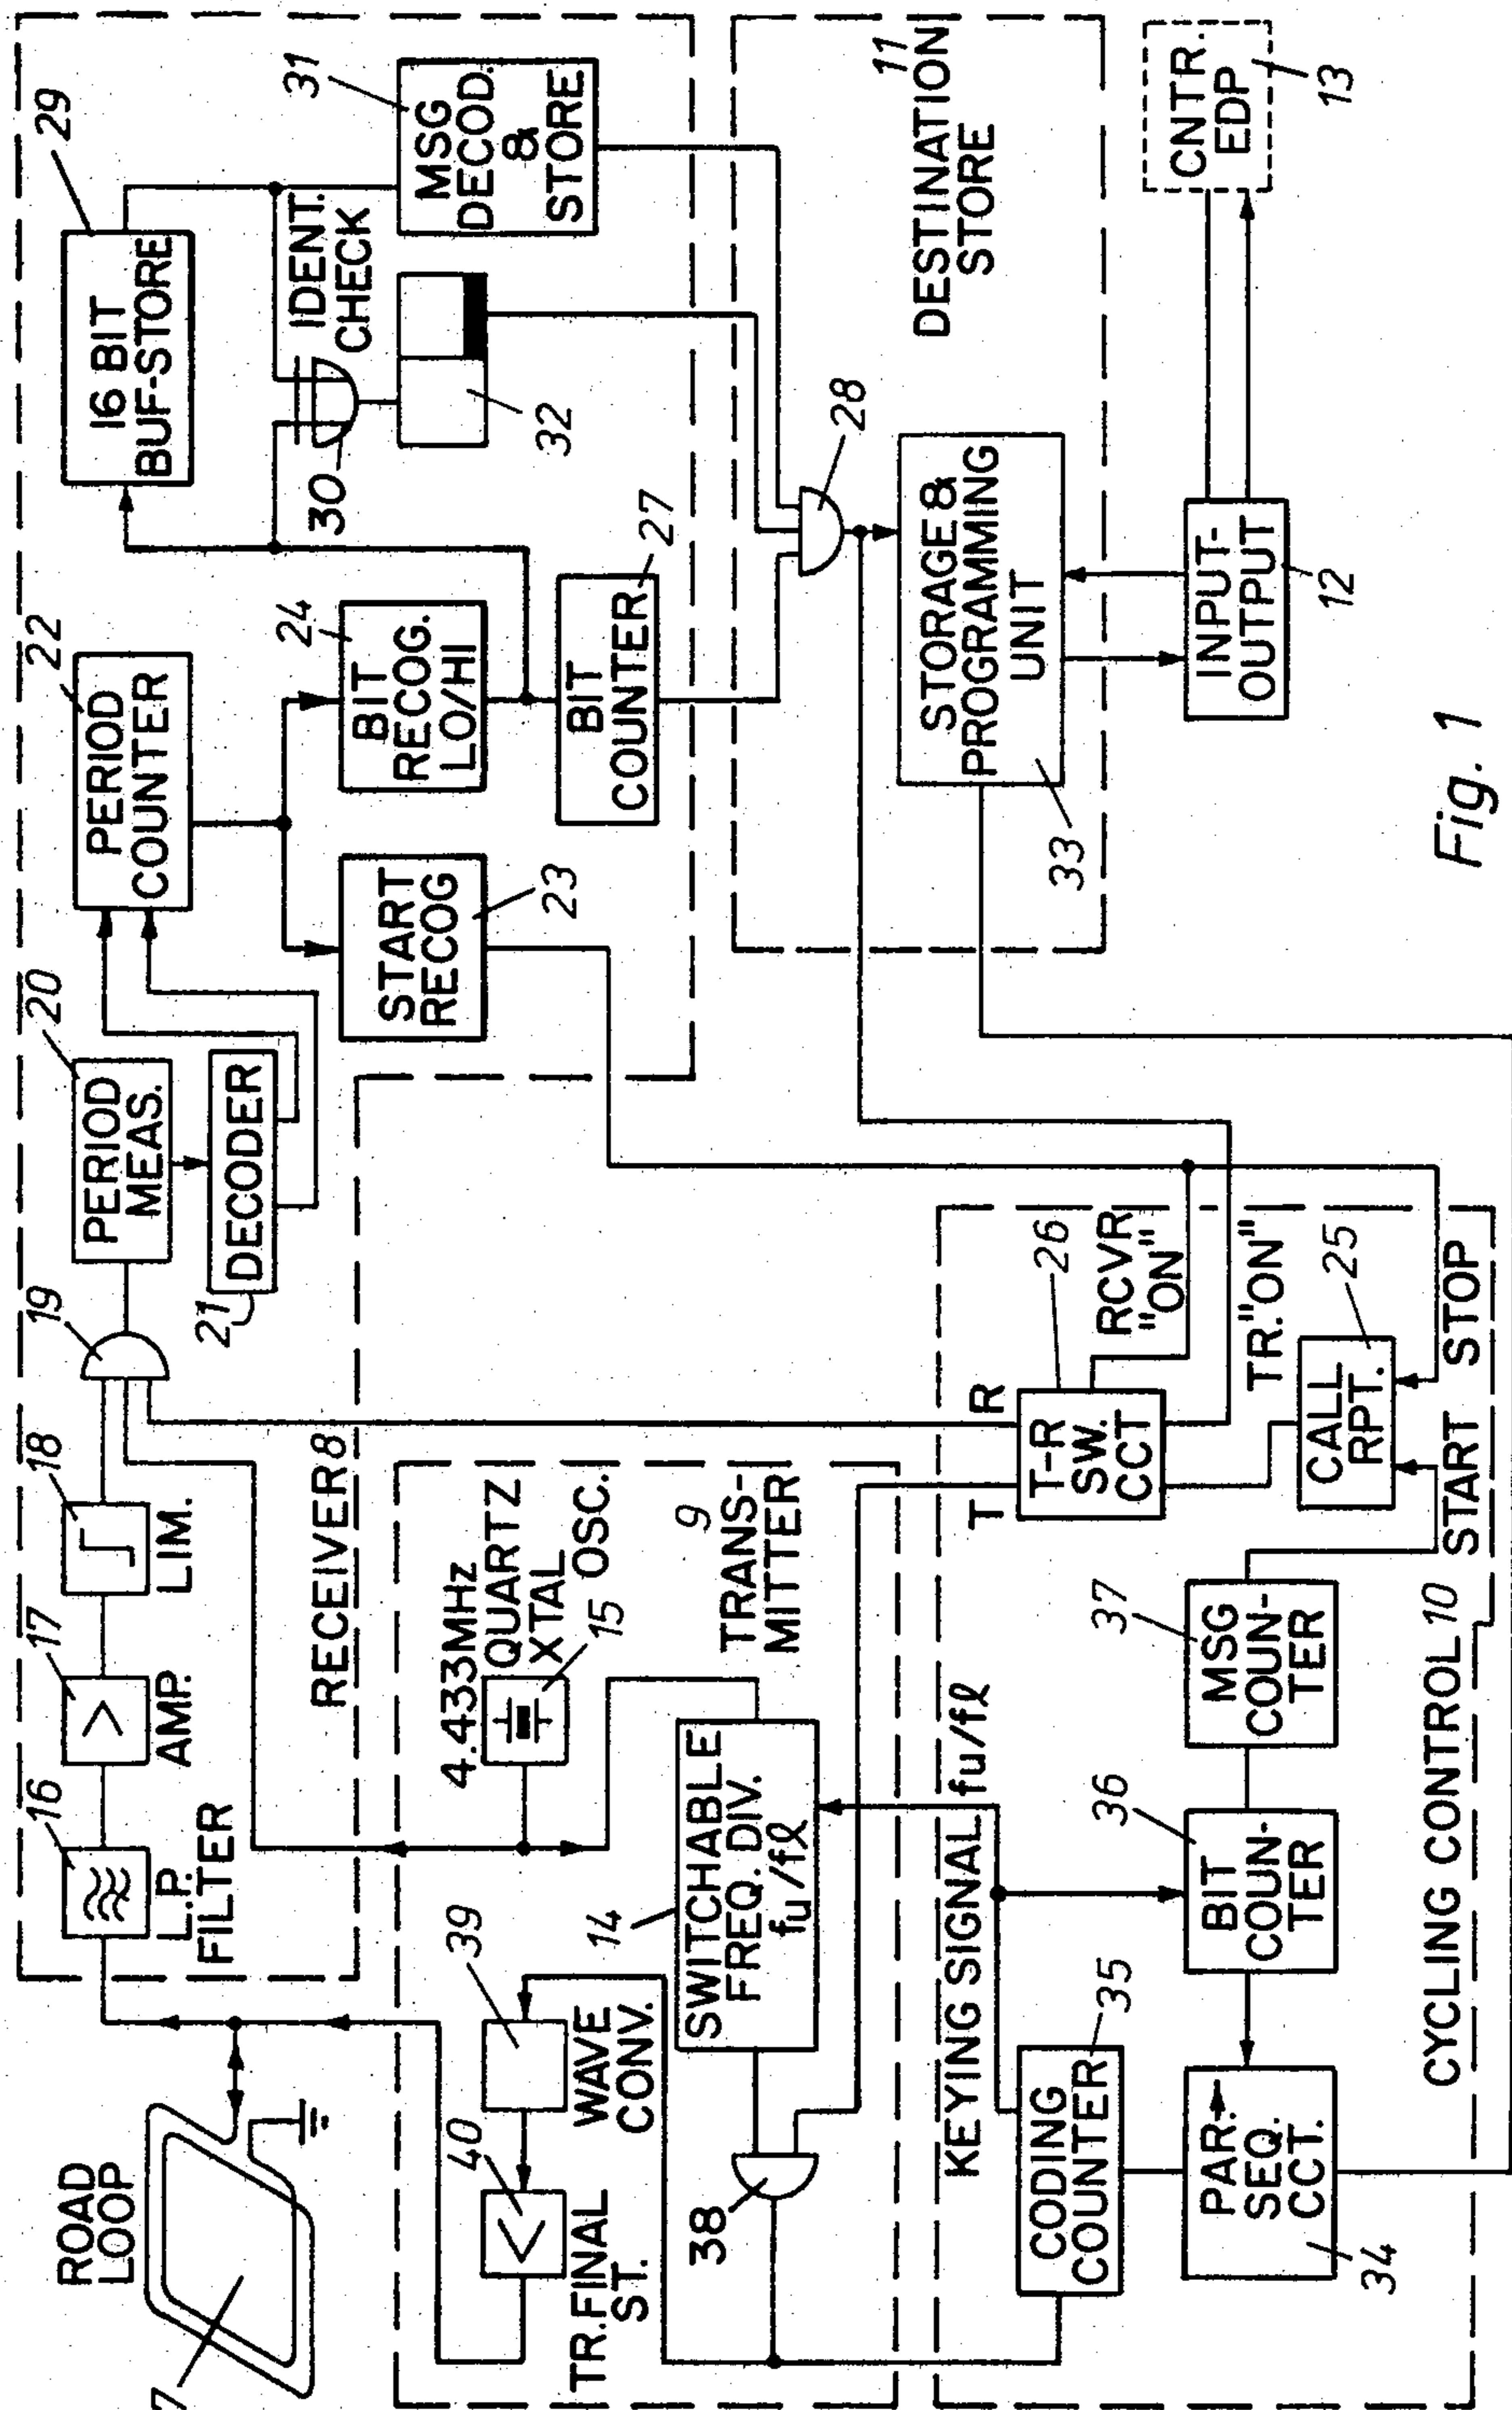 ROAD
LOOP
7
16
L.P.
FILTER
17
AMP.
18
LIM.
19
20
PERIOD
MEAS.
21
DECODER
22
PERIOD
COUNTER
START
RECOG
23
24
BIT
RECOG.
LO/HI
BIT
COUNTER
27
29
16 BIT
BUF-STORE
30
IDENT.
CHECK
32
31
MSG
DECOD.
&
STORE
RECEIVER 8
40
TR.FINAL
ST.
39
WAVE
CONV.
4.433MHz
QUARTZ
XTAL
OSC.
15
14
SWITCHABLE
FREQ. DIV.
fu/fℓ
38
9
TRANS-
MITTER
KEYING SIGNAL fu/fℓ
CODING
COUNTER
35
PAR.
SEQ.
CCT.
34
36
BIT
COUN-
TER
37
MSG
COUN-
TER
T
R
T-R
SW.
CCT
26
RCVR
"ON"
TR."ON"
CALL
RPT.
25
START
STOP
CYCLING CONTROL 10
28
11
DESTINATION
STORE
STORAGE &
PROGRAMMING
UNIT
33
INPUT-
OUTPUT
12
CNTR.
EDP
13
Fig. 1